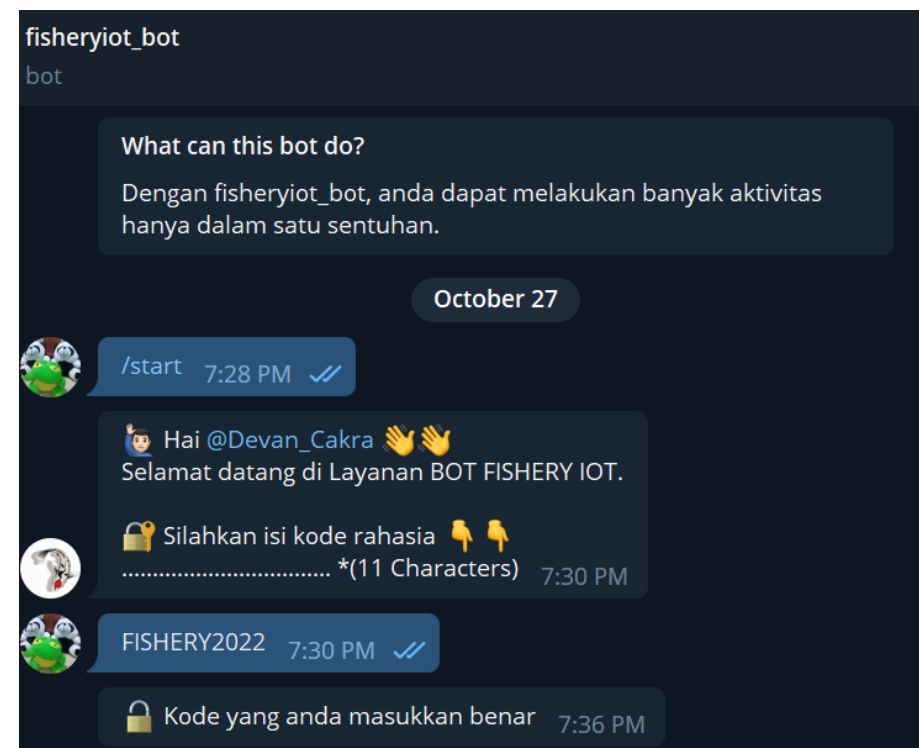 fisheryiot_bot
bot
What can this bot do?
Dengan fisheryiot_bot, anda dapat melakukan banyak aktivitas
hanya dalam satu sentuhan.
October 27
/start 7:28 PM
🙋🏻‍♂️ Hai @Devan_Cakra 👋👋
Selamat datang di Layanan BOT FISHERY IOT.
🔐 Silahkan isi kode rahasia 👇👇
.................................. *(11 Characters) 7:30 PM
FISHERY2022 7:30 PM
🔒 Kode yang anda masukkan benar 7:36 PM